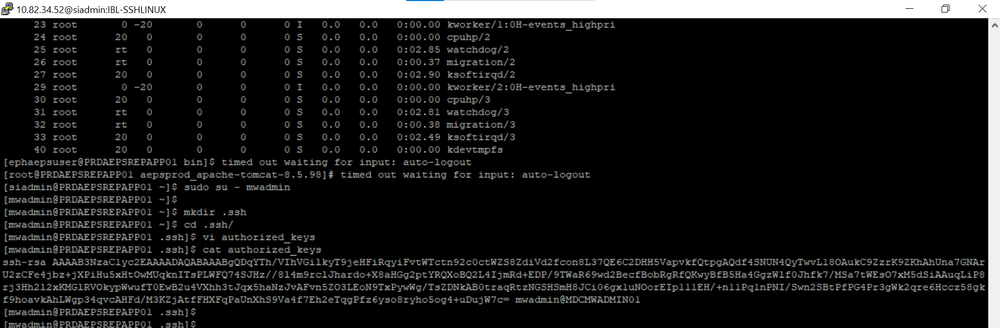 10.82.34.52@siadmin:IBL-SSHLINUX
23 root 0 -20 0 0 0 I 0.0 0.0 0:00.00 kworker/1:0H-events_highpri
24 root 20 0 0 0 0 S 0.0 0.0 0:00.00 cpuhp/2
25 root rt 0 0 0 0 S 0.0 0.0 0:02.85 watchdog/2
26 root rt 0 0 0 0 S 0.0 0.0 0:00.37 migration/2
27 root 20 0 0 0 0 S 0.0 0.0 0:02.90 ksoftirqd/2
29 root 0 -20 0 0 0 I 0.0 0.0 0:00.00 kworker/2:0H-events_highpri
30 root 20 0 0 0 0 S 0.0 0.0 0:00.00 cpuhp/3
31 root rt 0 0 0 0 S 0.0 0.0 0:02.81 watchdog/3
32 root rt 0 0 0 0 S 0.0 0.0 0:00.38 migration/3
33 root 20 0 0 0 0 S 0.0 0.0 0:02.49 ksoftirqd/3
40 root 20 0 0 0 0 S 0.0 0.0 0:00.00 kdevtmpfs
[ephaepsuser@PRDAEPSREPAPP01 bin]$ timed out waiting for input: auto-logout
[root@PRDAEPSREPAPP01 aepsprod_apache-tomcat-8.5.98]# timed out waiting for input: auto-logout
[siadmin@PRDAEPSREPAPP01 ~]$ sudo su - mwadmin
[mwadmin@PRDAEPSREPAPP01 ~]$
[mwadmin@PRDAEPSREPAPP01 ~]$ mkdir .ssh
[mwadmin@PRDAEPSREPAPP01 ~]$ cd .ssh/
[mwadmin@PRDAEPSREPAPP01 .ssh]$ vi authorized_keys
[mwadmin@PRDAEPSREPAPP01 .ssh]$ cat authorized_keys
ssh-rsa AAAAB3NzaC1yc2EAAAADAQABAAABgQDqYTh/VIhVGilkyT9jeHFiRqyiFvtWTctn92c0ctWZS8ZdiVd2fcon8L37QE6C2DHH5VapvkfQtpgAQdf4SNUN4QyTwvLl8OAukC9ZzrK9ZKhAhUna7GNAr
U2zCFe4jbz+jXPiHu5xHtOwMUqknITsPLWFQ74SJHz//8l4m9rclJhardo+X8aHGg2ptYRQXoBQ2L4IjmRd+EDP/9TWaR69wd2BecfBobRgRfQKwyBfB5Ha4GgzWlf0Jhfk7/MSa7tWEsO7xM5dSiAAuqLiP8
rj3Hh2l2xKMGlRVOkypWwufT0EwB2u4VXhh3tJqx5haNzJvAFvn5ZO3LEoN9TxPywWg/TsZDNkAB0traqRtzNGSHSmH8JCi06gxluNOorEIplllEH/+nllPqlnPNI/Swn2SBtPfPG4Pr3gWk2qre6Hccz58gk
f9hoavkAhLWgp34qvcAHFd/M3KZjAtfFHXFqPaUnXhS9Va4f7Eh2eTqgPfz6yso8ryho5og4+uDujW7c= mwadmin@MDCMWADMIN01
[mwadmin@PRDAEPSREPAPP01 .ssh]$
[mwadmin@PRDAEPSREPAPP01 .ssh]$